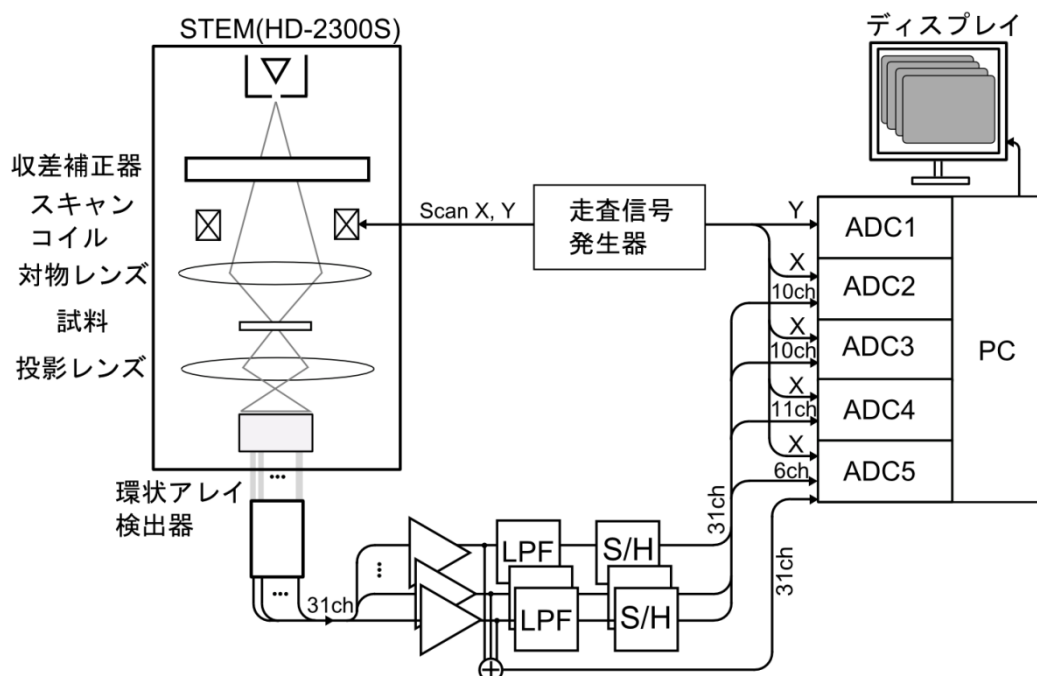 STEM(HD-2300S)
ディスプレイ
収差補正器
スキャン
コイル
対物レンズ
試料
投影レンズ
環状アレイ
検出器
Scan X, Y
走査信号
発生器
Y
X
10ch
X
10ch
X
11ch
X
6ch
ADC1
ADC2
ADC3
ADC4
ADC5
PC
...
...
31ch
...
LPF
S/H
LPF
S/H
31ch
31ch